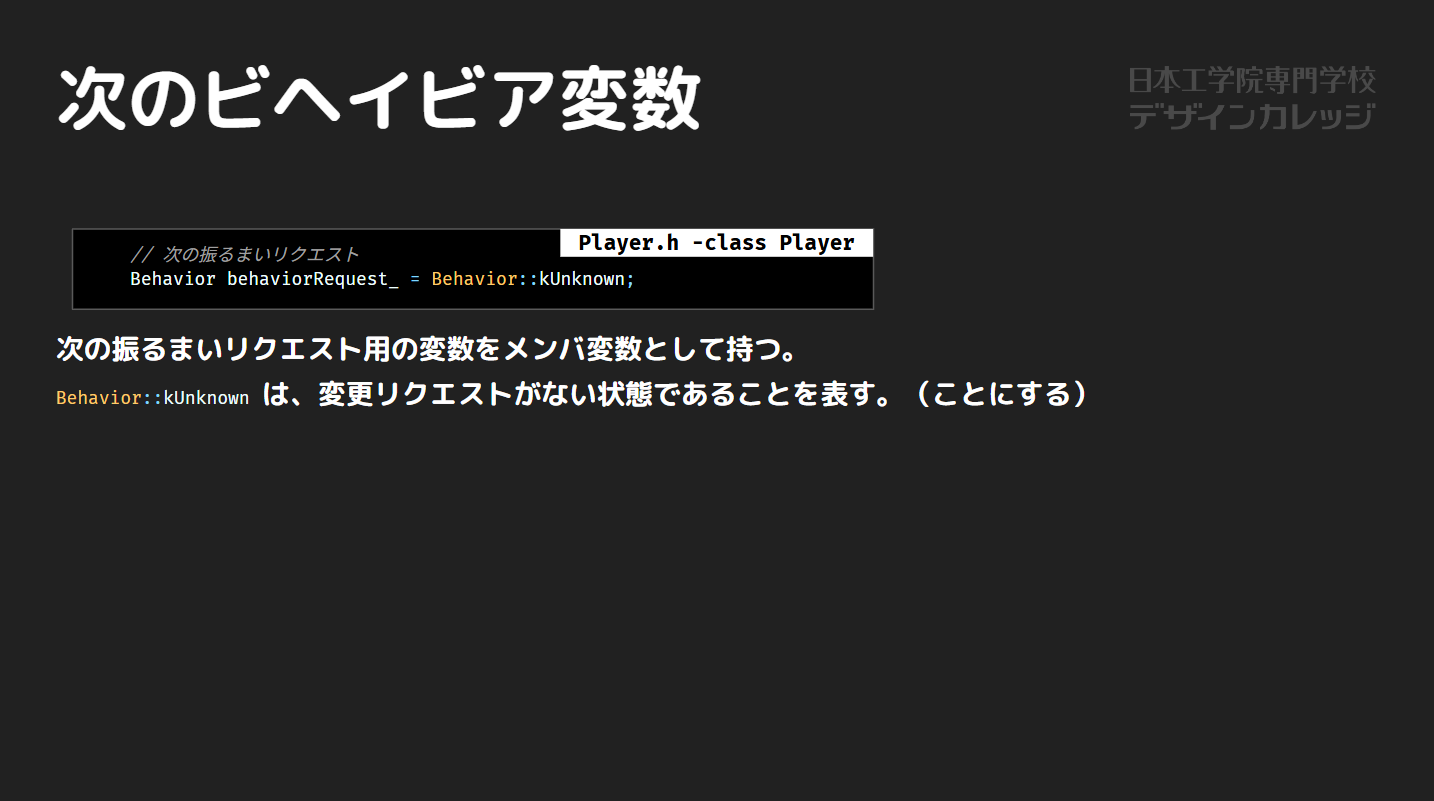 次のビヘイビア変数
日本工学院専門学校
デザインカレッジ
Player.h -class Player
// 次の振るまいリクエスト
Behavior behaviorRequest_ = Behavior::kUnknown;
次の振るまいリクエスト用の変数をメンバ変数として持つ。
Behavior::kUnknown は、変更リクエストがない状態であることを表す。（ことにする）